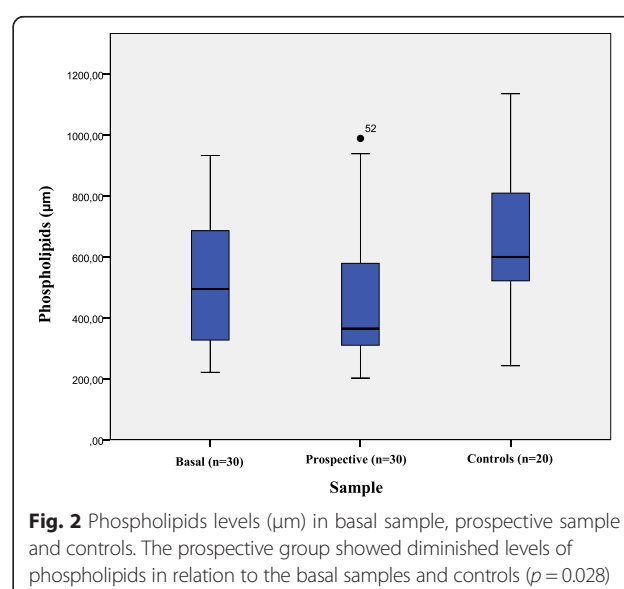 1200,00
1000,00
800,00
600,00
400,00
200,00
,00
Phospholipids (µm)
52
Basal (n=30)
Prospective (n=30)
Controls (n=20)
Sample
Fig. 2 Phospholipids levels (µm) in basal sample, prospective sample
and controls. The prospective group showed diminished levels of
phospholipids in relation to the basal samples and controls (p = 0.028)